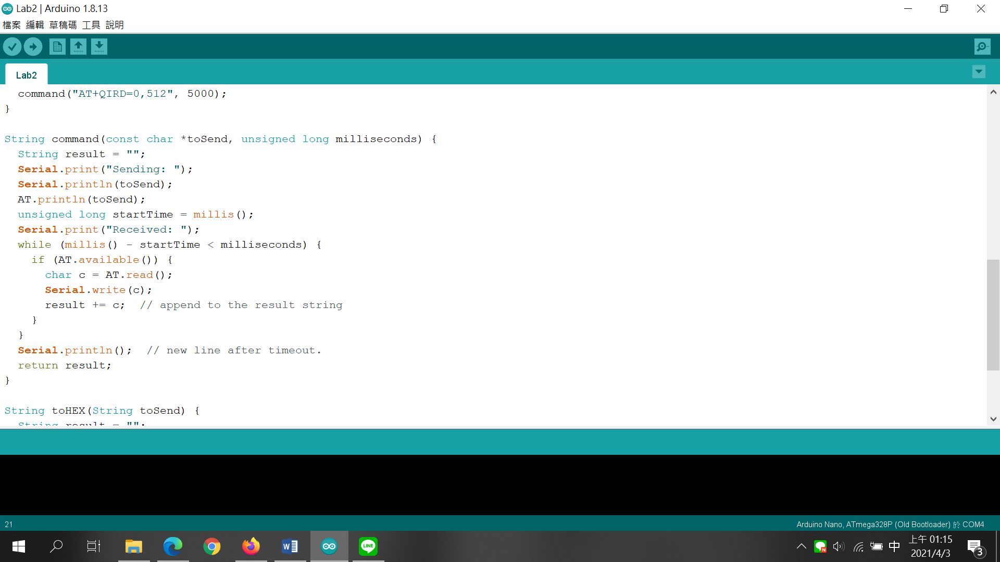 Lab2 | Arduino 1.8.13
檔案 編輯 草稿碼 工具 說明
Lab2
command("AT+QIRD=0,512", 5000);
}
String command(const char *toSend, unsigned long milliseconds) {
String result = "";
Serial.print("Sending: ");
Serial.println(toSend);
AT.println(toSend);
unsigned long startTime = millis();
Serial.print("Received: ");
while (millis() - startTime < milliseconds) {
if (AT.available()) {
char c = AT.read();
Serial.write(c);
result += c;  // append to the result string
}
}
Serial.println();  // new line after timeout.
return result;
}
String toHEX(String toSend) {
String result = "";
21
Arduino Nano, ATmega328P (Old Bootloader) 於 COM4
W
LINE
N
中
上午 01:15
2021/4/3
3